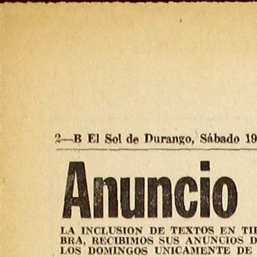 2—B El Sol de Durango, Sábado 19
Anuncio
LA INCLUSION DE TEXTOS EN TIE
BRA, RECIBIMOS SUS ANUNCIOS D
LOS DOMINGOS UNICAMENTE DE